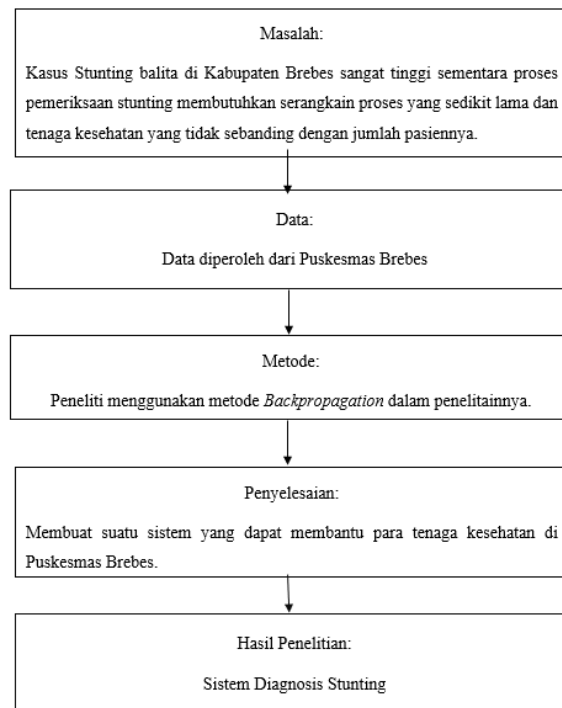 Masalah:
Kasus Stunting balita di Kabupaten Brebes sangat tinggi sementara proses
pemeriksaan stunting membutuhkan serangkain proses yang sedikit lama dan
tenaga kesehatan yang tidak sebanding dengan jumlah pasiennya.
Data:
Data diperoleh dari Puskesmas Brebes
Metode:
Peneliti menggunakan metode Backpropagation dalam penelitainnya.
Penyelesaian:
Membuat suatu sistem yang dapat membantu para tenaga kesehatan di
Puskesmas Brebes.
Hasil Penelitian:
Sistem Diagnosis Stunting